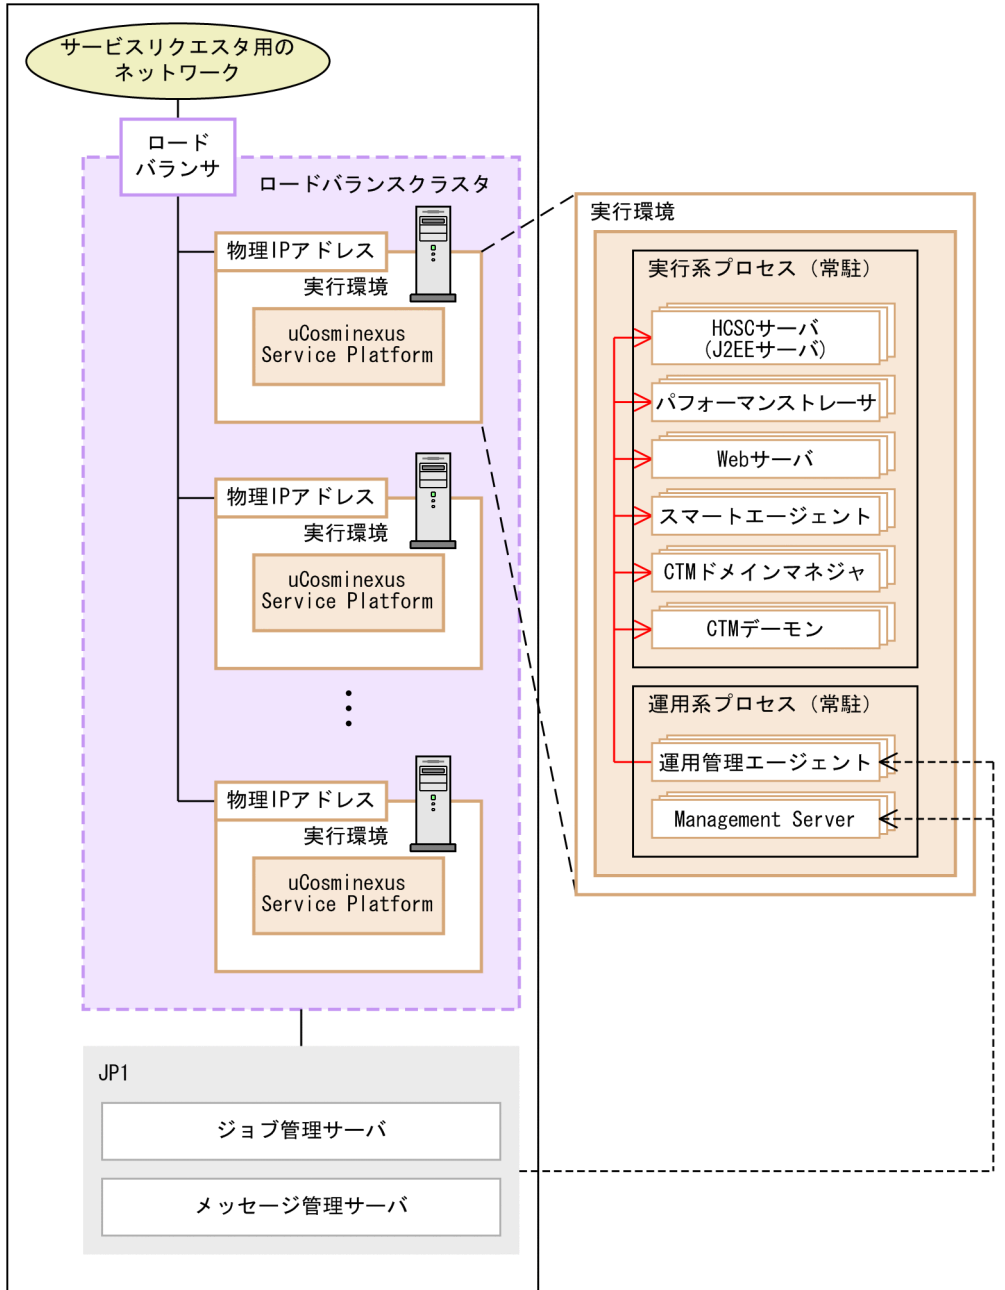 サービスリクエスタ用の
ネットワーク
ロード
バランサ
ロードバランスクラスタ
物理IPアドレス
実行環境
uCosminexus
Service Platform
物理IPアドレス
実行環境
uCosminexus
Service Platform
物理IPアドレス
実行環境
uCosminexus
Service Platform
JP1
ジョブ管理サーバ
メッセージ管理サーバ
実行環境
実行系プロセス（常駐）
HCSCサーバ
(J2EEサーバ)
パフォーマンストレーサ
Webサーバ
スマートエージェント
CTMドメインマネジャ
CTMデーモン
運用系プロセス（常駐）
運用管理エージェント
Management Server